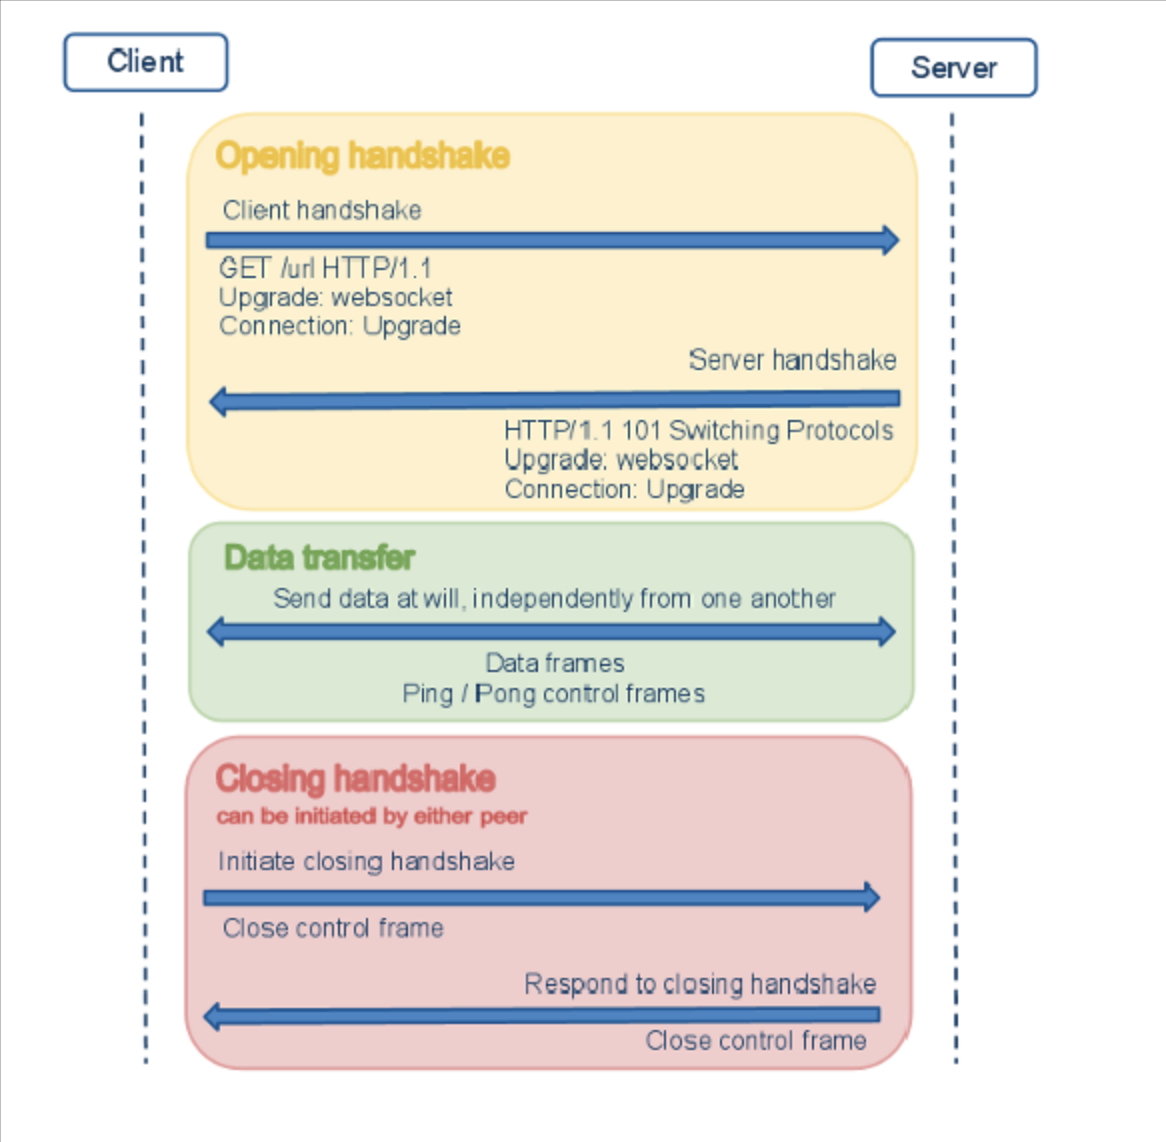 Client
Server
Opening handshake
Client handshake
GET /url HTTP/1.1
Upgrade: websocket
Connection: Upgrade
Server handshake
HTTP/1.1 101 Switching Protocols
Upgrade: websocket
Connection: Upgrade
Data transfer
Send data at will, independently from one another
Data frames
Ping / Pong control frames
Closing handshake
can be initiated by either peer
Initiate closing handshake
Close control frame
Respond to closing handshake
Close control frame